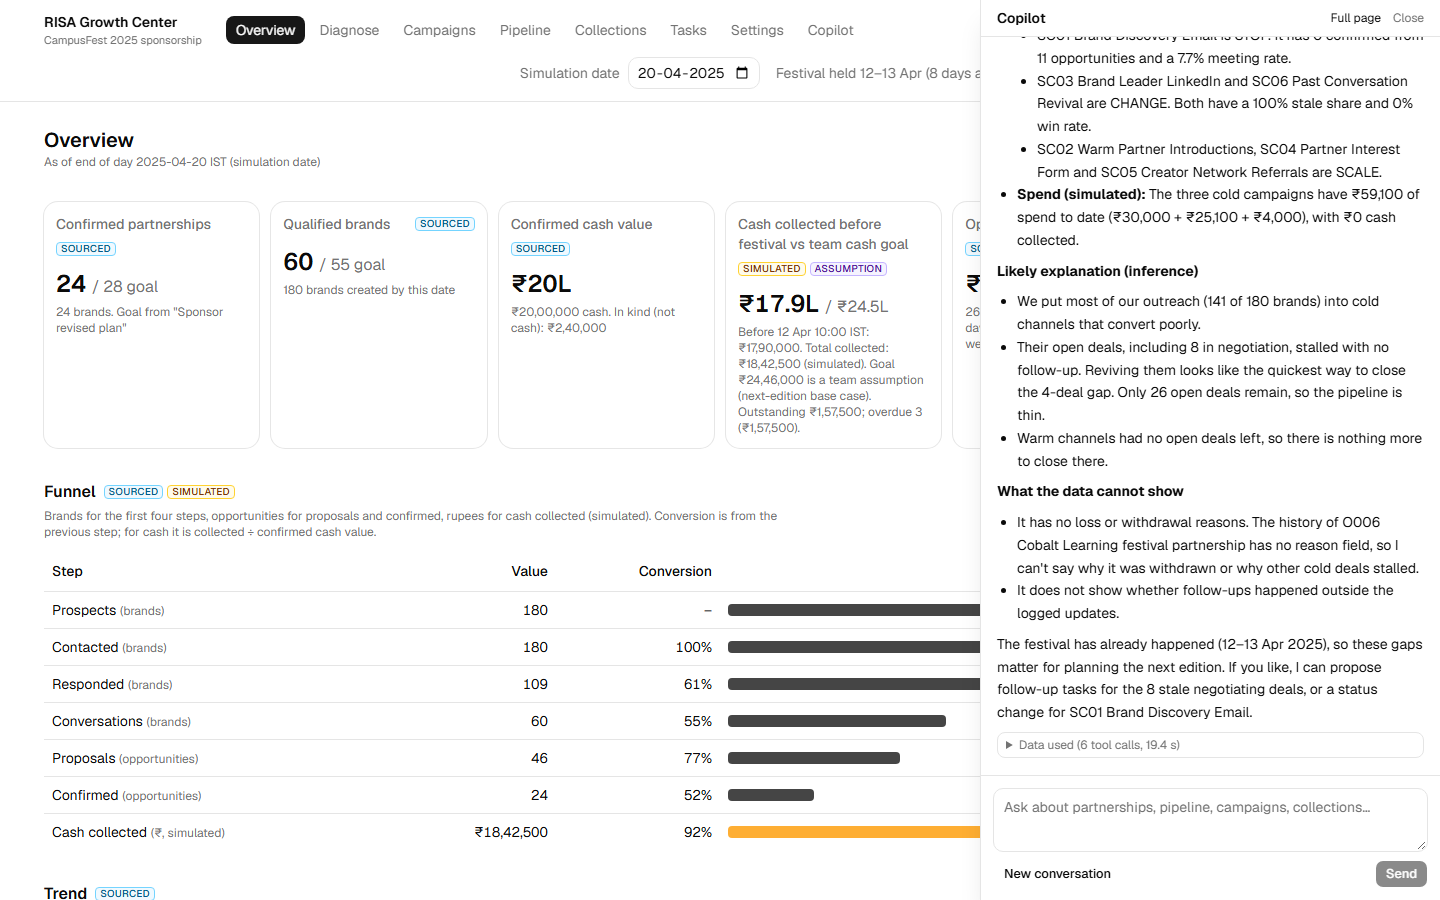 RISA Growth Center
CampusFest 2025 sponsorship
Overview
Diagnose
Campaigns
Pipeline
Collections
Tasks
Settings
Copilot
Simulation date
20-04-2025
Festival held 12–13 Apr (8 days a
Overview
As of end of day 2025-04-20 IST (simulation date)
Confirmed partnerships
SOURCED
24 / 28 goal
24 brands. Goal from "Sponsor
revised plan"
Qualified brands SOURCED
60 / 55 goal
180 brands created by this date
Confirmed cash value
SOURCED
₹20L
₹20,00,000 cash. In kind (not
cash): ₹2,40,000
Cash collected before
festival vs team cash goal
SIMULATED ASSUMPTION
₹17.9L / ₹24.5L
Before 12 Apr 10:00 IST:
₹17,90,000. Total collected:
₹18,42,500 (simulated). Goal
₹24,46,000 is a team assumption
(next-edition base case).
Outstanding ₹1,57,500; overdue 3
(₹1,57,500).
Op
SO
₹
26
da
we
Funnel SOURCED SIMULATED
Brands for the first four steps, opportunities for proposals and confirmed, rupees for cash collected (simulated). Conversion is from the
previous step; for cash it is collected ÷ confirmed cash value.
Step Value Conversion
Prospects (brands) 180 –
Contacted (brands) 180 100%
Responded (brands) 109 61%
Conversations (brands) 60 55%
Proposals (opportunities) 46 77%
Confirmed (opportunities) 24 52%
Cash collected (₹, simulated) ₹18,42,500 92%
Trend SOURCED
Copilot
Full page
Close
SC01 Brand Discovery Email is STOP. It has 0 confirmed from
11 opportunities and a 7.7% meeting rate.
• SC03 Brand Leader LinkedIn and SC06 Past Conversation
Revival are CHANGE. Both have a 100% stale share and 0%
win rate.
• SC02 Warm Partner Introductions, SC04 Partner Interest
Form and SC05 Creator Network Referrals are SCALE.
• Spend (simulated): The three cold campaigns have ₹59,100 of
spend to date (₹30,000 + ₹25,100 + ₹4,000), with ₹0 cash
collected.
Likely explanation (inference)
• We put most of our outreach (141 of 180 brands) into cold
channels that convert poorly.
• Their open deals, including 8 in negotiation, stalled with no
follow-up. Reviving them looks like the quickest way to close
the 4-deal gap. Only 26 open deals remain, so the pipeline is
thin.
• Warm channels had no open deals left, so there is nothing more
to close there.
What the data cannot show
• It has no loss or withdrawal reasons. The history of O006
Cobalt Learning festival partnership has no reason field, so I
can't say why it was withdrawn or why other cold deals stalled.
• It does not show whether follow-ups happened outside the
logged updates.
The festival has already happened (12–13 Apr 2025), so these gaps
matter for planning the next edition. If you like, I can propose
follow-up tasks for the 8 stale negotiating deals, or a status
change for SC01 Brand Discovery Email.
▶ Data used (6 tool calls, 19.4 s)
Ask about partnerships, pipeline, campaigns, collections…
New conversation
Send